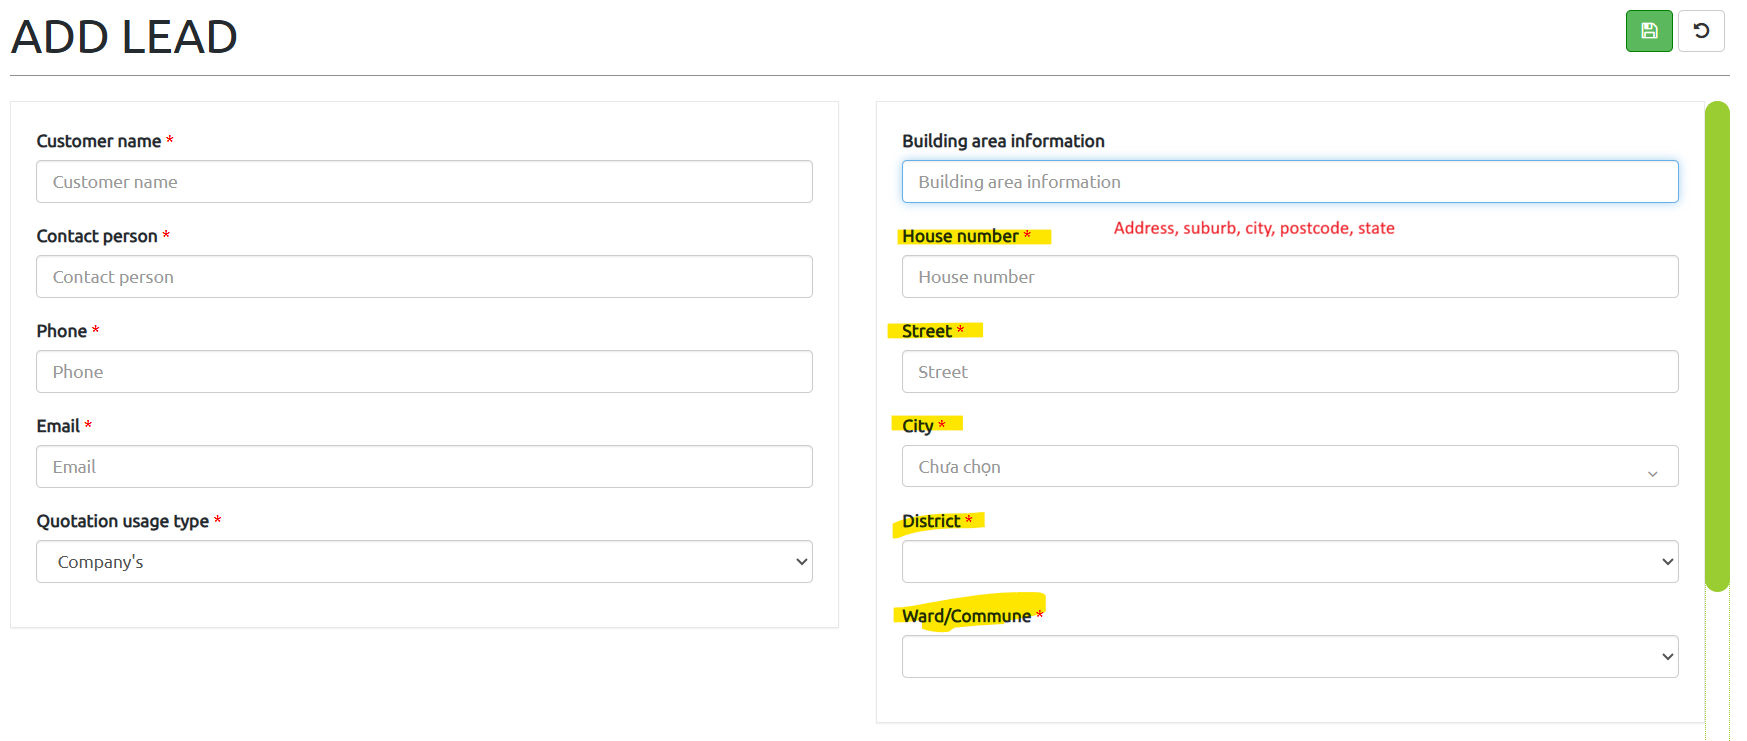 ADD LEAD
Customer name *
Customer name
Contact person *
Contact person
Phone *
Phone
Email *
Email
Quotation usage type *
Company's
Building area information
Building area information
Address, suburb, city, postcode, state
House number *
House number
Street *
Street
City *
Chưa chọn
District *
Ward/Commune *